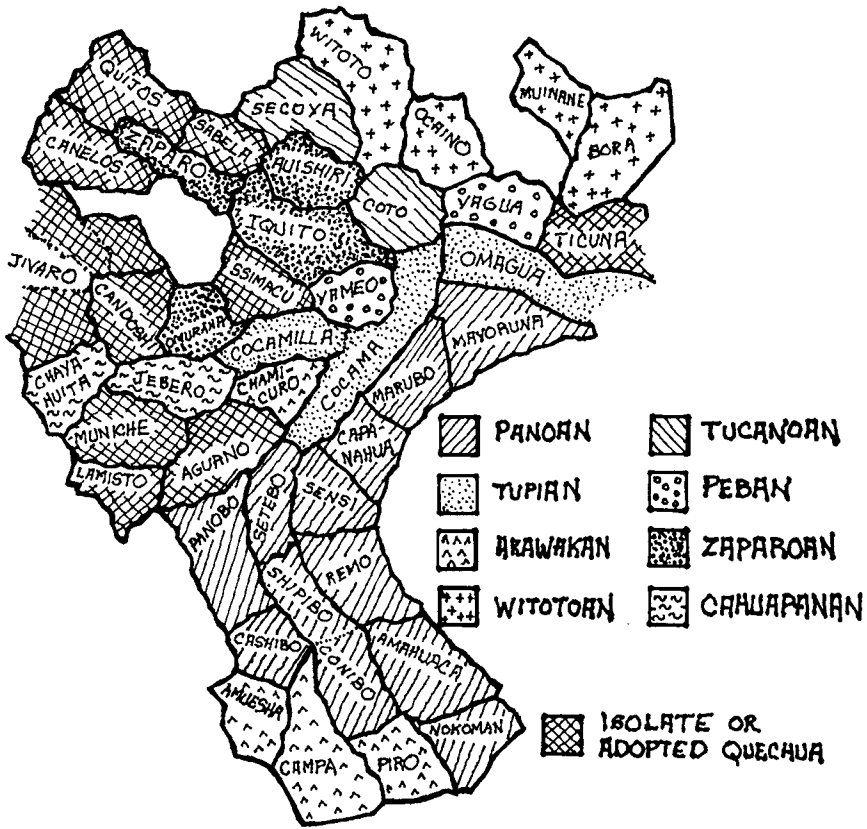 WITOTO
QUIJOS
SECOYA
MUINANE
SABELA
OCAINO
BORA
CANELOS
ZAPARO
AUISHIRI
COTO
YAGUA
IQUITO
TICUNA
OMAGUA
JIVARO
SSIMACU
YAMEO
CANDOSHI
OMURANA
COCAMILLA
MAYORUNA
COCAMA
CHAYA-
HUITA
JEBERO
CHAMI-
CURO
MARUBO
MUNICHE
CAPA-
NAHUA
LAMISTO
AGUANO
SENSI
PANOBO
SETEBO
SHIPIBO
REMO
CASHIBO
CONIBO
AMAHUACA
AMUESHA
NOKOMAN
CAMPA
PIRO
PANOAN
TUCANOAN
TUPIAN
PEBAN
ARAWAKAN
ZAPAROAN
WITOTOAN
CAHUAPANAN
ISOLATE OR
ADOPTED QUECHUA